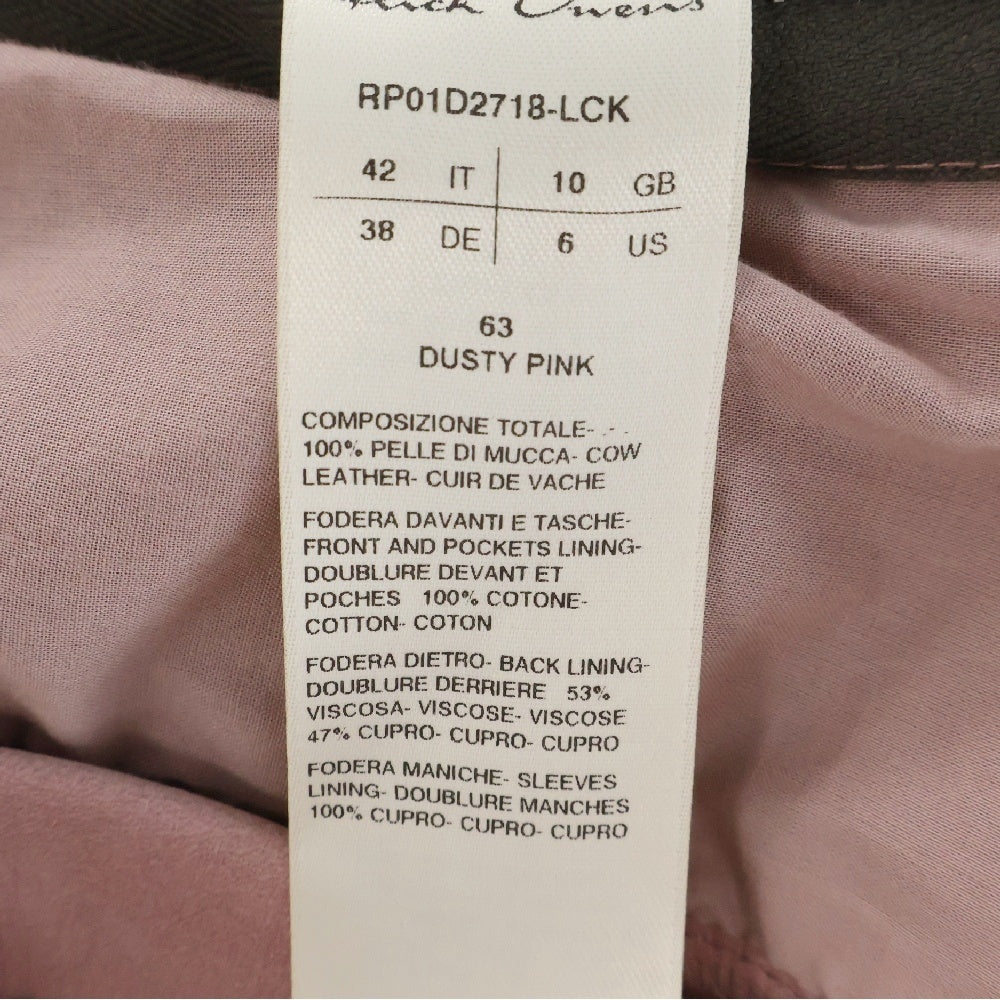 Rick Owens
RP01D2718-LCK
42 IT 10 GB
38 DE 6 US
63
DUSTY PINK
COMPOSIZIONE TOTALE- - -
100% PELLE DI MUCCA- COW
LEATHER- CUIR DE VACHE
FODERA DAVANTI E TASCHE-
FRONT AND POCKETS LINING-
DOUBLURE DEVANT ET
POCHES 100% COTONE-
COTTON- COTON
FODERA DIETRO- BACK LINING-
DOUBLURE DERRIERE 53%
VISCOSA- VISCOSE- VISCOSE
47% CUPRO- CUPRO- CUPRO
FODERA MANICHE- SLEEVES
LINING- DOUBLURE MANCHES
100% CUPRO- CUPRO- CUPRO